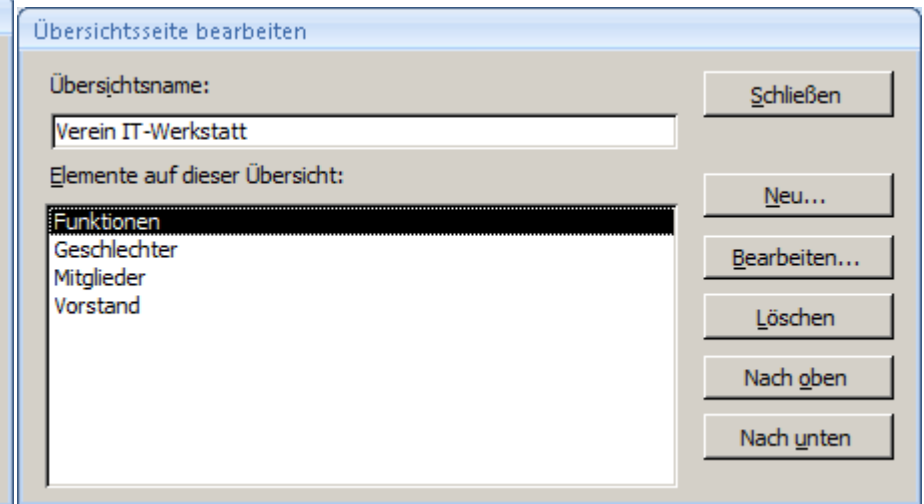 Übersichtsseite bearbeiten
Übersichtsname:
Schließen
Verein IT-Werkstatt
Elemente auf dieser Übersicht:
Neu...
Funktionen
Geschlechter
Bearbeiten...
Mitglieder
Vorstand
Löschen
Nach oben
Nach unten